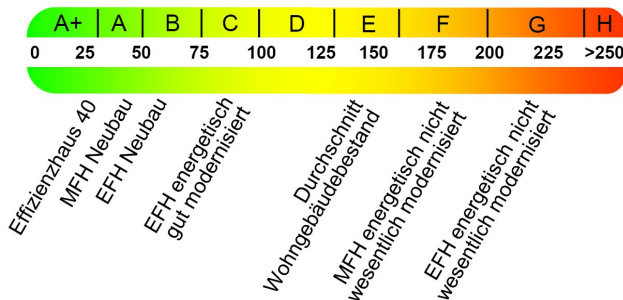 A+ A B C D E F G H
0 25 50 75 100 125 150 175 200 225 >250
Effizienzhaus 40
MFH Neubau
EFH Neubau
EFH energetisch
gut modernisiert
Durchschnitt
Wohngebäudebestand
MFH energetisch nicht
wesentlich modernisiert
EFH energetisch nicht
wesentlich modernisiert